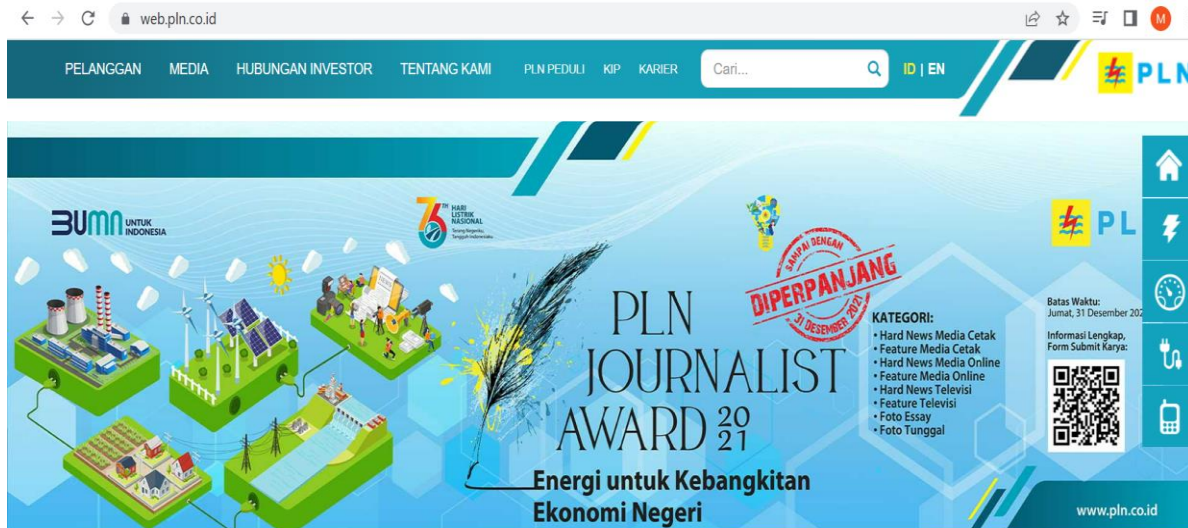 web.pln.co.id
M
PELANGGAN MEDIA HUBUNGAN INVESTOR TENTANG KAMI PLN PEDULI KIP KARIER Cari... ID | EN
PLN
BUMN UNTUK
INDONESIA
76TH HARI
LISTRIK
NASIONAL
SAMPAI DENGAN
DIPERPANJANG
31 DESEMBER 2021
PL
NEWS
PLN
JOURNALIST
AWARD 20
21
Energi untuk Kebangkitan
Ekonomi Negeri
KATEGORI:
• Hard News Media Cetak
• Feature Media Cetak
• Hard News Media Online
• Feature Media Online
• Hard News Televisi
• Feature Televisi
• Foto Essay
• Foto Tunggal
Batas Waktu:
Jumat, 31 Desember 202
Informasi Lengkap,
Form Submit Karya:
www.pln.co.id